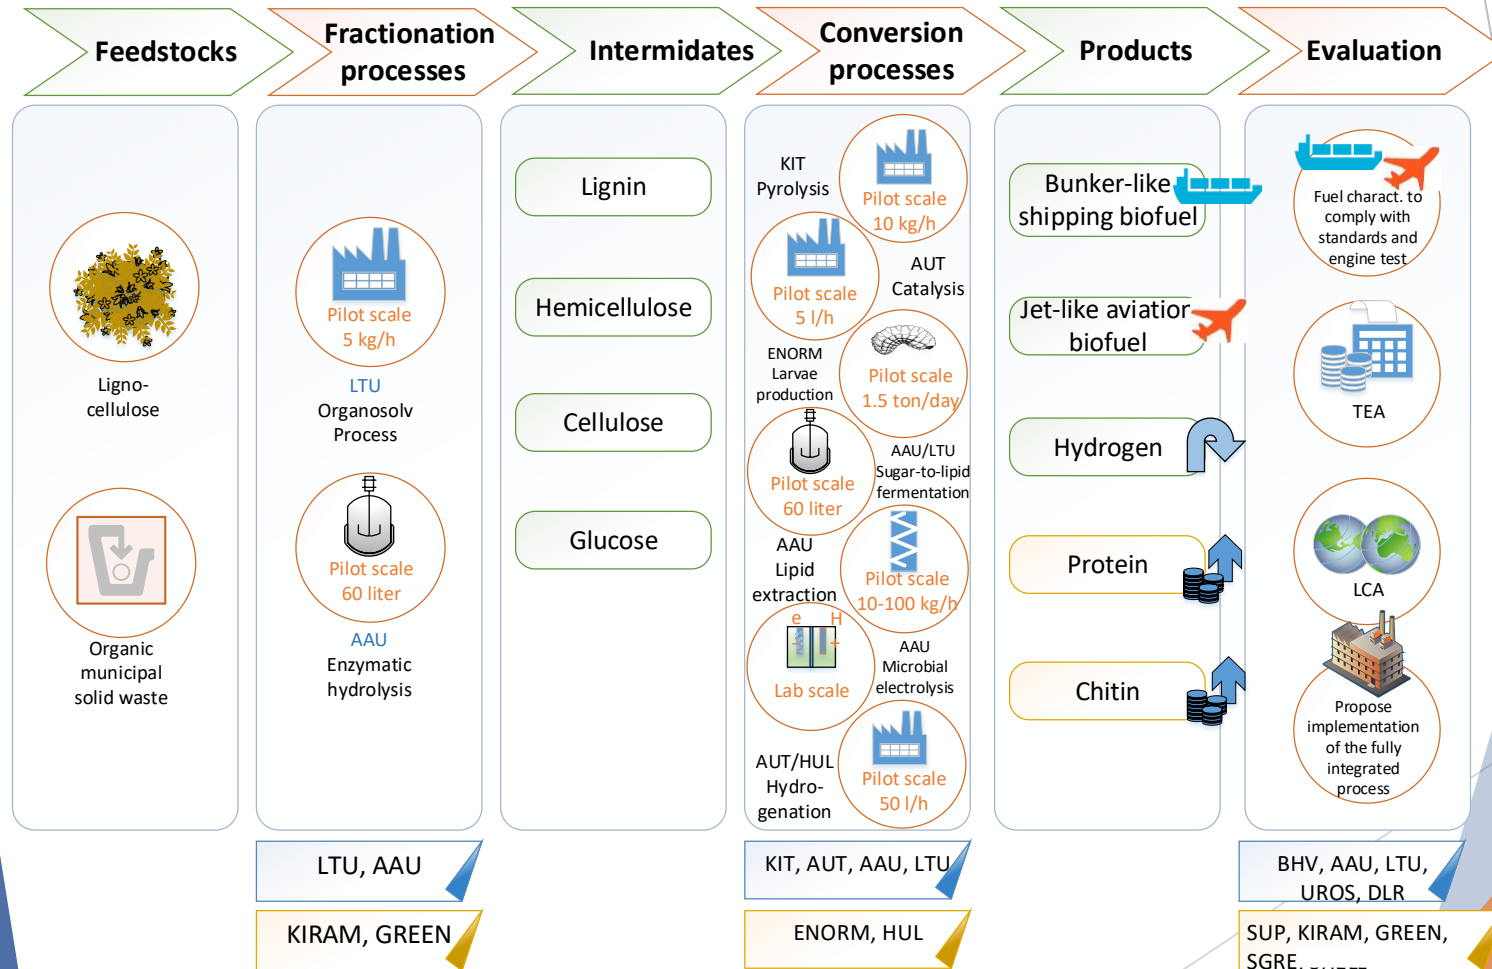 Feedstocks
Fractionation
processes
Intermidates
Conversion
processes
Products
Evaluation
Ligno-
cellulose
Organic
municipal
solid waste
Pilot scale
5 kg/h
LTU
Organosolv
Process
Pilot scale
60 liter
AAU
Enzymatic
hydrolysis
Lignin
Hemicellulose
Cellulose
Glucose
KIT
Pyrolysis
Pilot scale
10 kg/h
Pilot scale
5 l/h
AUT
Catalysis
ENORM
Larvae
production
Pilot scale
1.5 ton/day
Pilot scale
60 liter
AAU/LTU
Sugar-to-lipid
fermentation
AAU
Lipid
extraction
Pilot scale
10-100 kg/h
e
-
H
+
Lab scale
AAU
Microbial
electrolysis
AUT/HUL
Hydro-
genation
Pilot scale
50 l/h
Bunker-like
shipping biofuel
Jet-like aviation
biofuel
Hydrogen
Protein
Chitin
Fuel charact. to
comply with
standards and
engine test
TEA
LCA
Propose
implementation
of the fully
integrated
process
LTU, AAU
KIRAM, GREEN
KIT, AUT, AAU, LTU
ENORM, HUL
BHV, AAU, LTU,
UROS, DLR
SUP, KIRAM, GREEN,
SGRE,